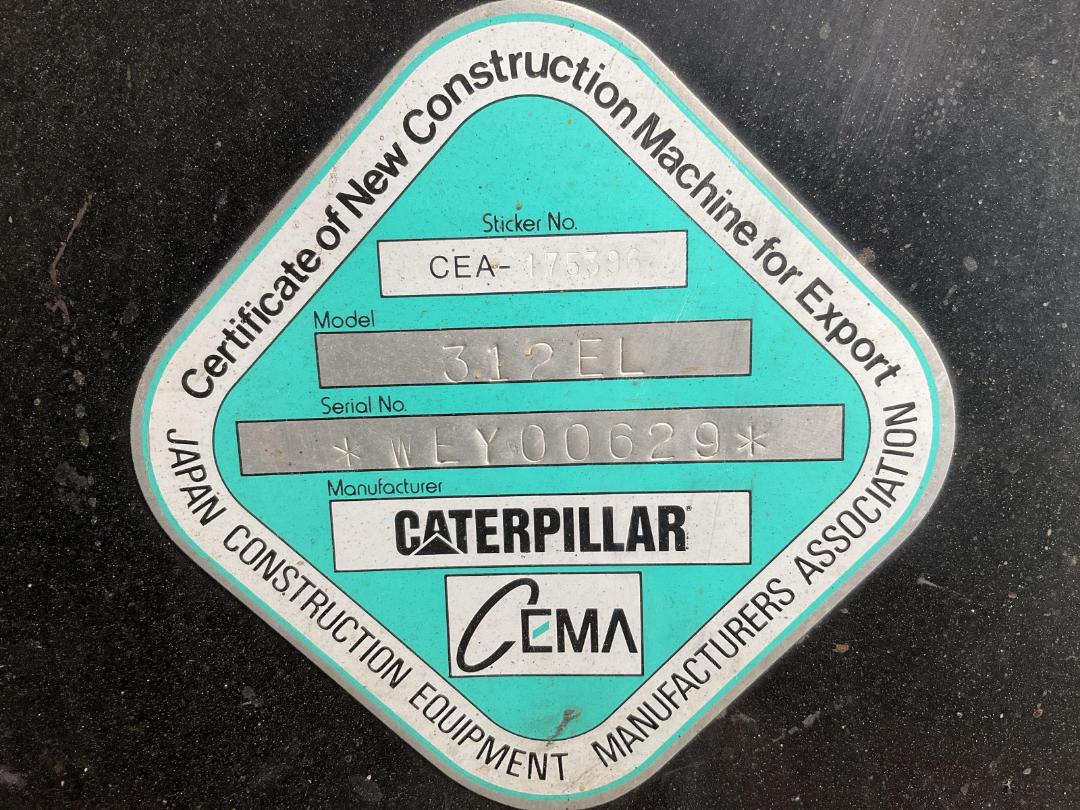 Certificate of New Construction Machine for Export
Sticker No.
CEA-175396
Model
312EL
Serial No.
*WEY00629*
Manufacturer
CATERPILLAR®
CEMA
JAPAN CONSTRUCTION EQUIPMENT MANUFACTURERS ASSOCIATION